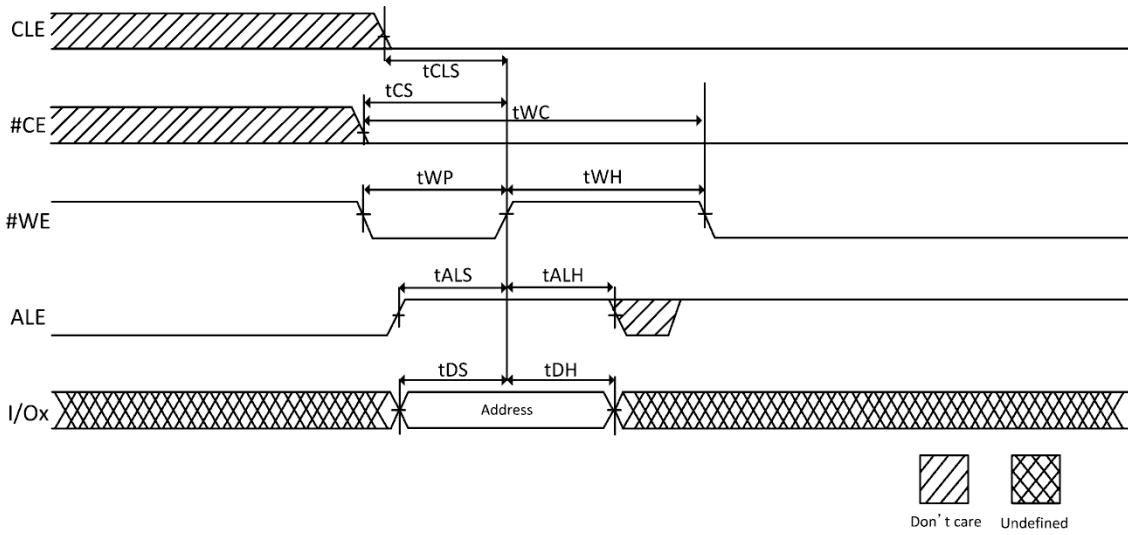 CLE
tCLS
tCS
#CE
tWC
tWP
tWH
#WE
tALS
tALH
ALE
tDS
tDH
I/Ox
Address
Don’t care
Undefined